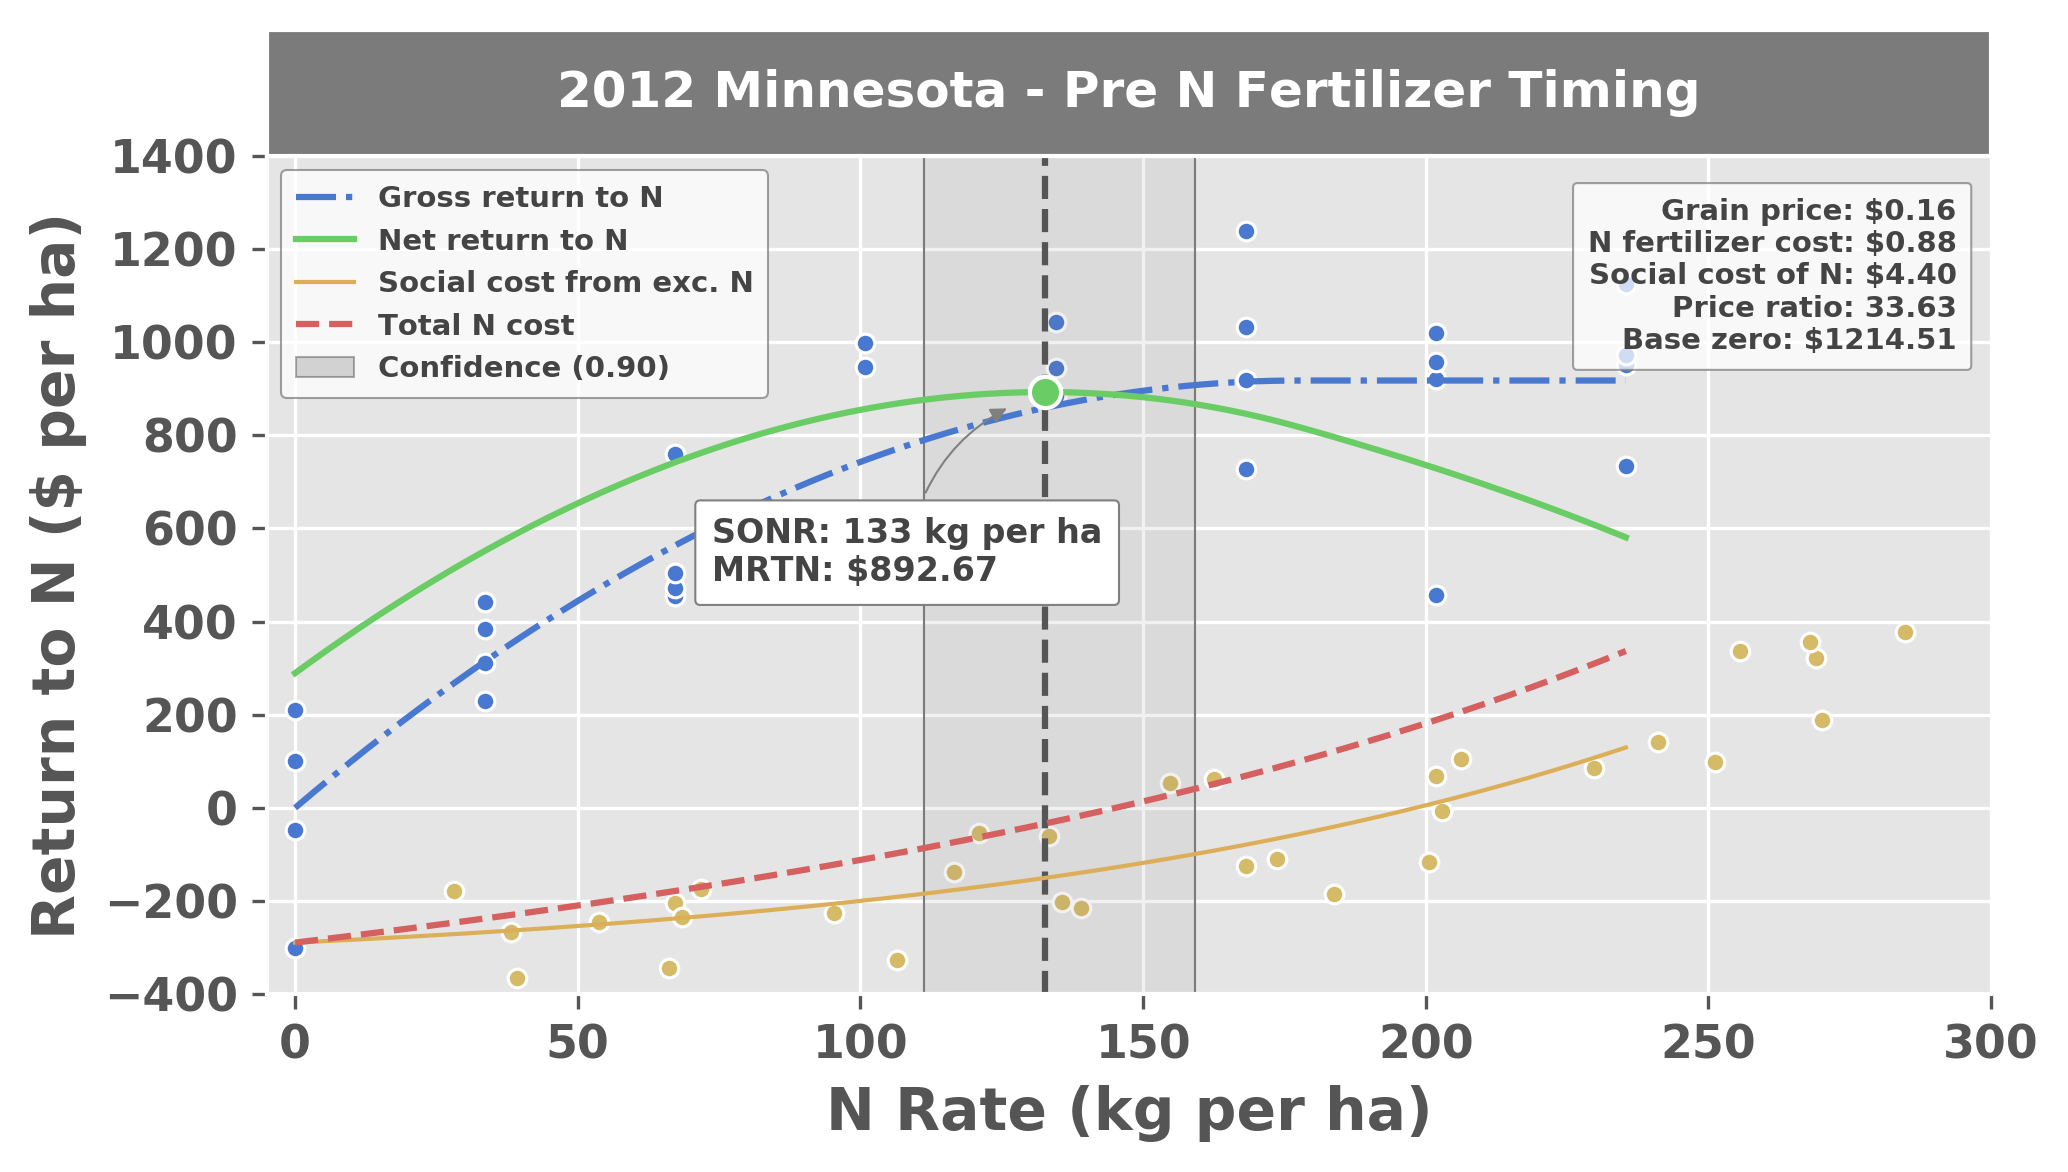 2012 Minnesota - Pre N Fertilizer Timing
Return to N ($ per ha)
1400
1200
1000
800
600
400
200
0
−200
−400
Gross return to N
Net return to N
Social cost from exc. N
Total N cost
Confidence (0.90)
Grain price: $0.16
N fertilizer cost: $0.88
Social cost of N: $4.40
Price ratio: 33.63
Base zero: $1214.51
SONR: 133 kg per ha
MRTN: $892.67
0 50 100 150 200 250 300
N Rate (kg per ha)